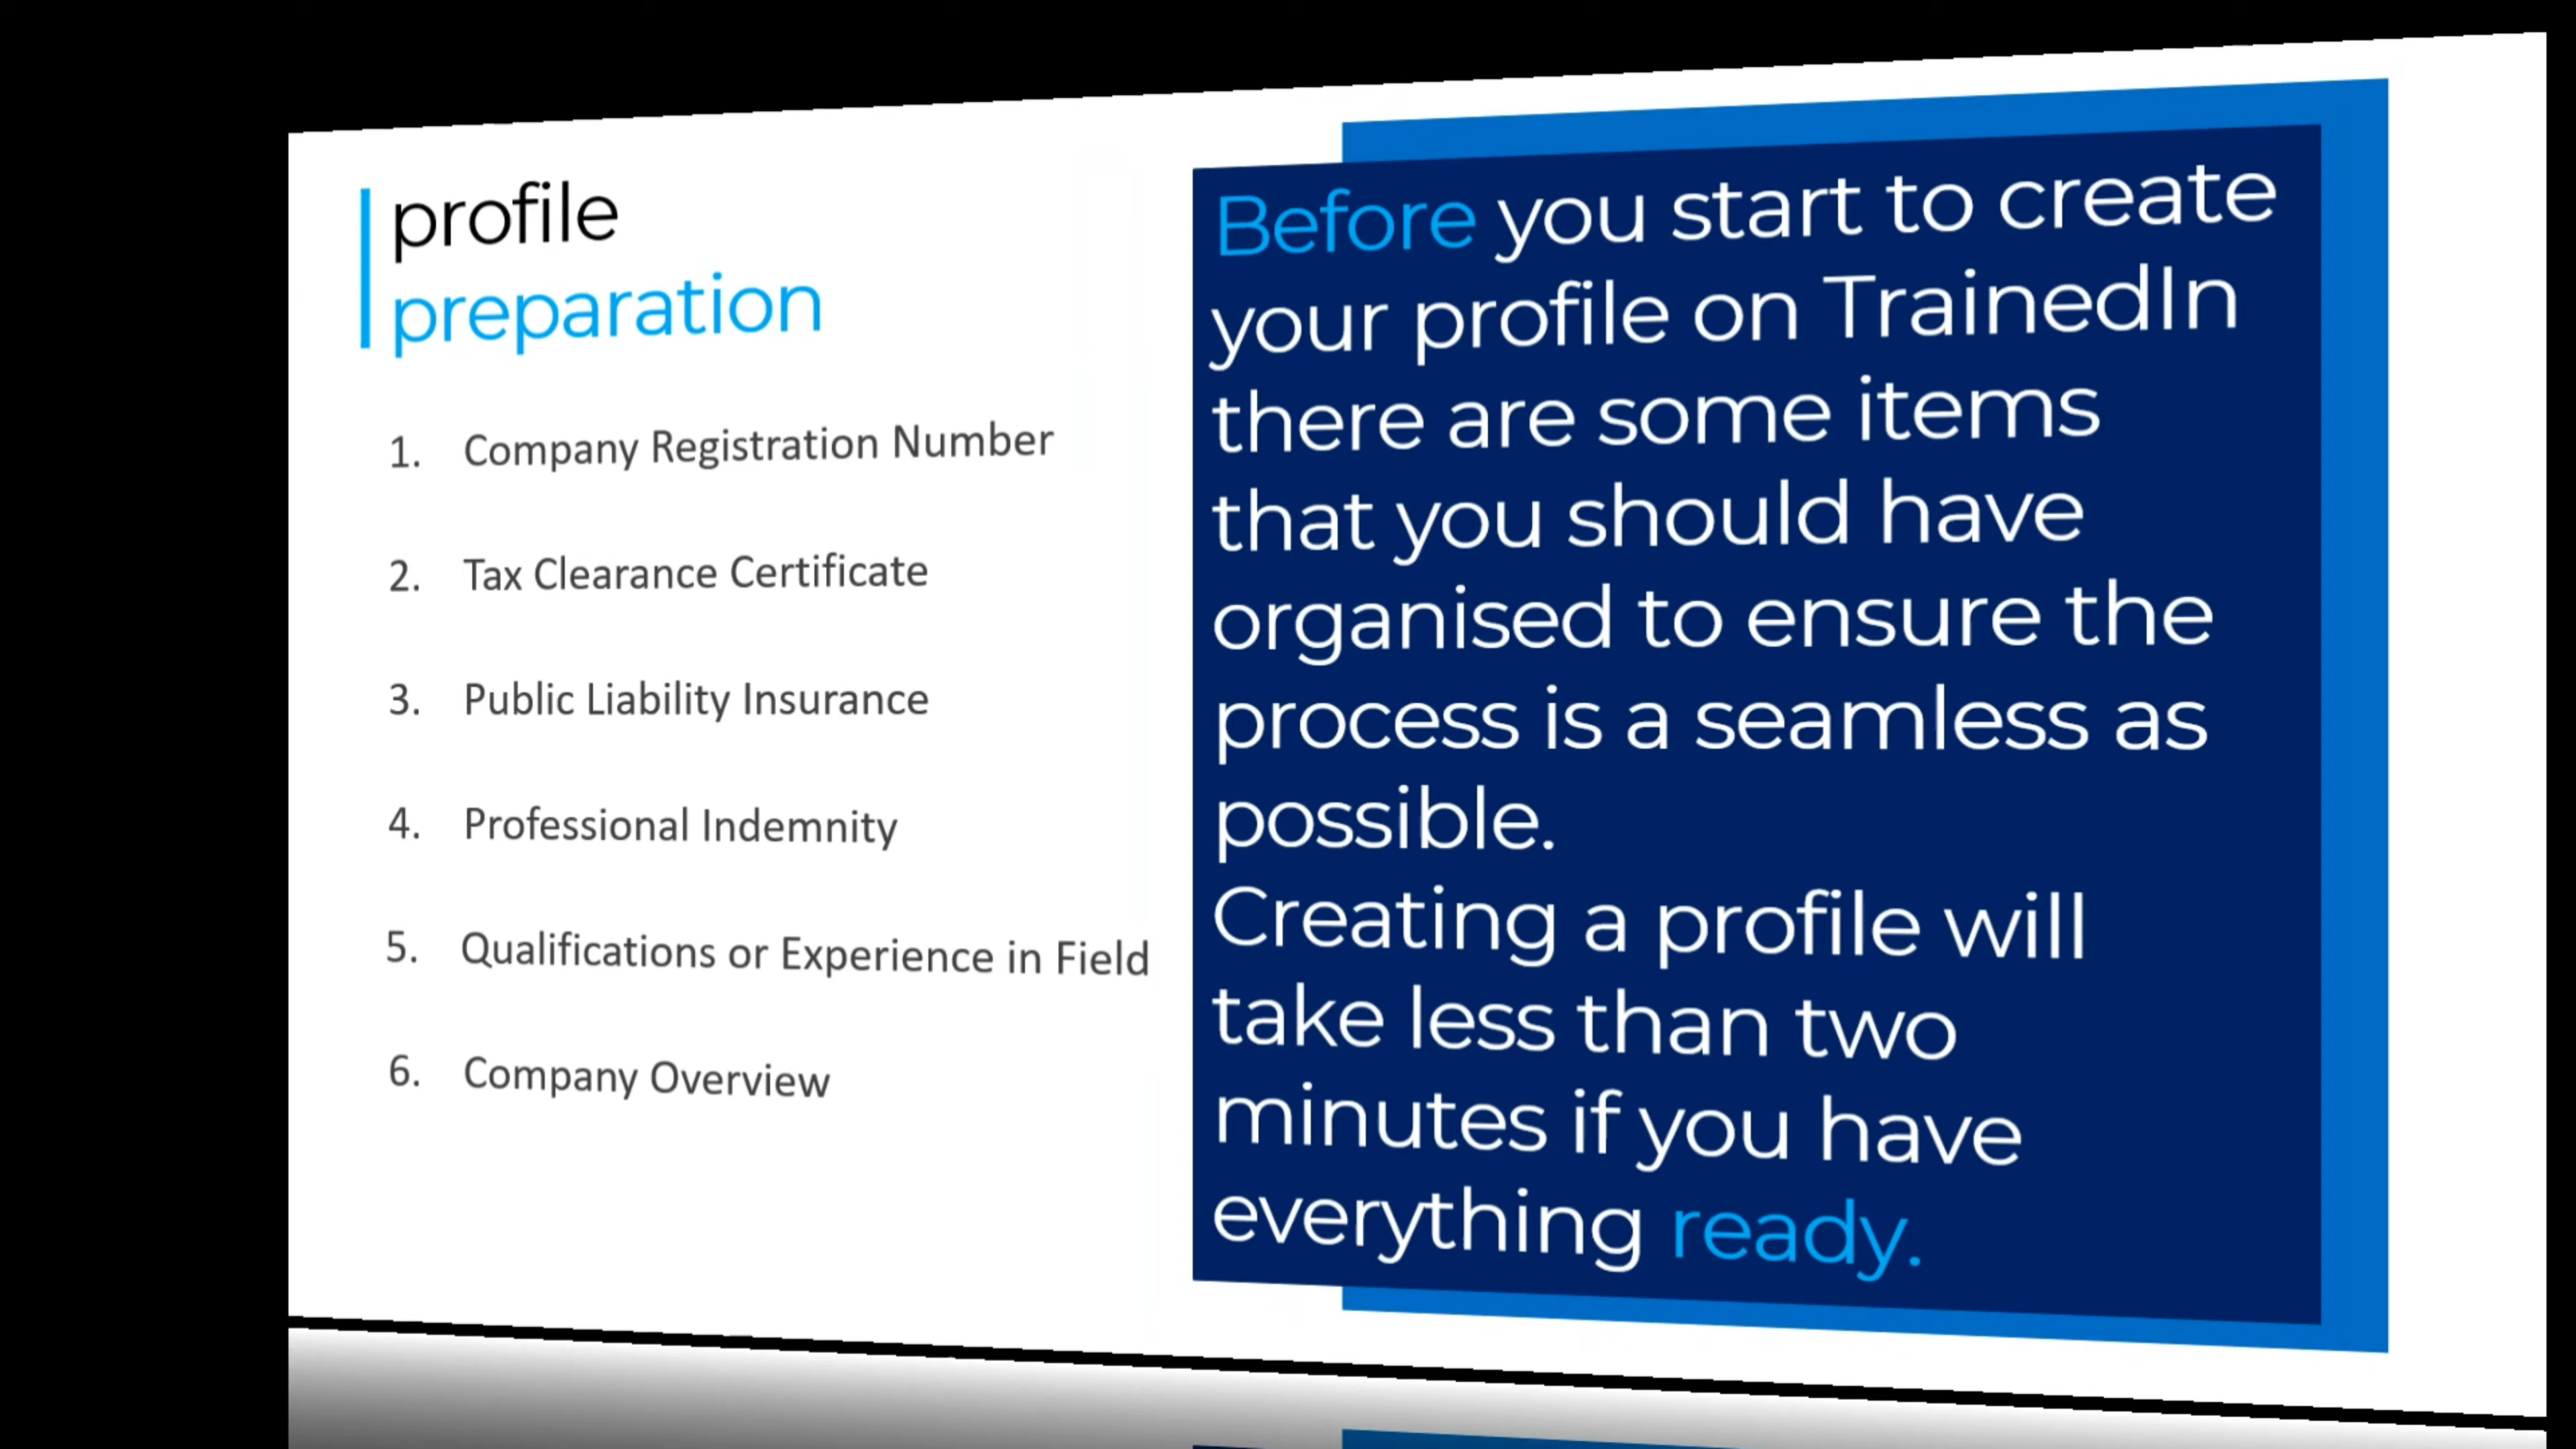 profile
preparation
1. Company Registration Number
2. Tax Clearance Certificate
3. Public Liability Insurance
4. Professional Indemnity
5. Qualifications or Experience in Field
6. Company Overview
Before you start to create
your profile on TrainedIn
there are some items
that you should have
organised to ensure the
process is a seamless as
possible.
Creating a profile will
take less than two
minutes if you have
everything ready.